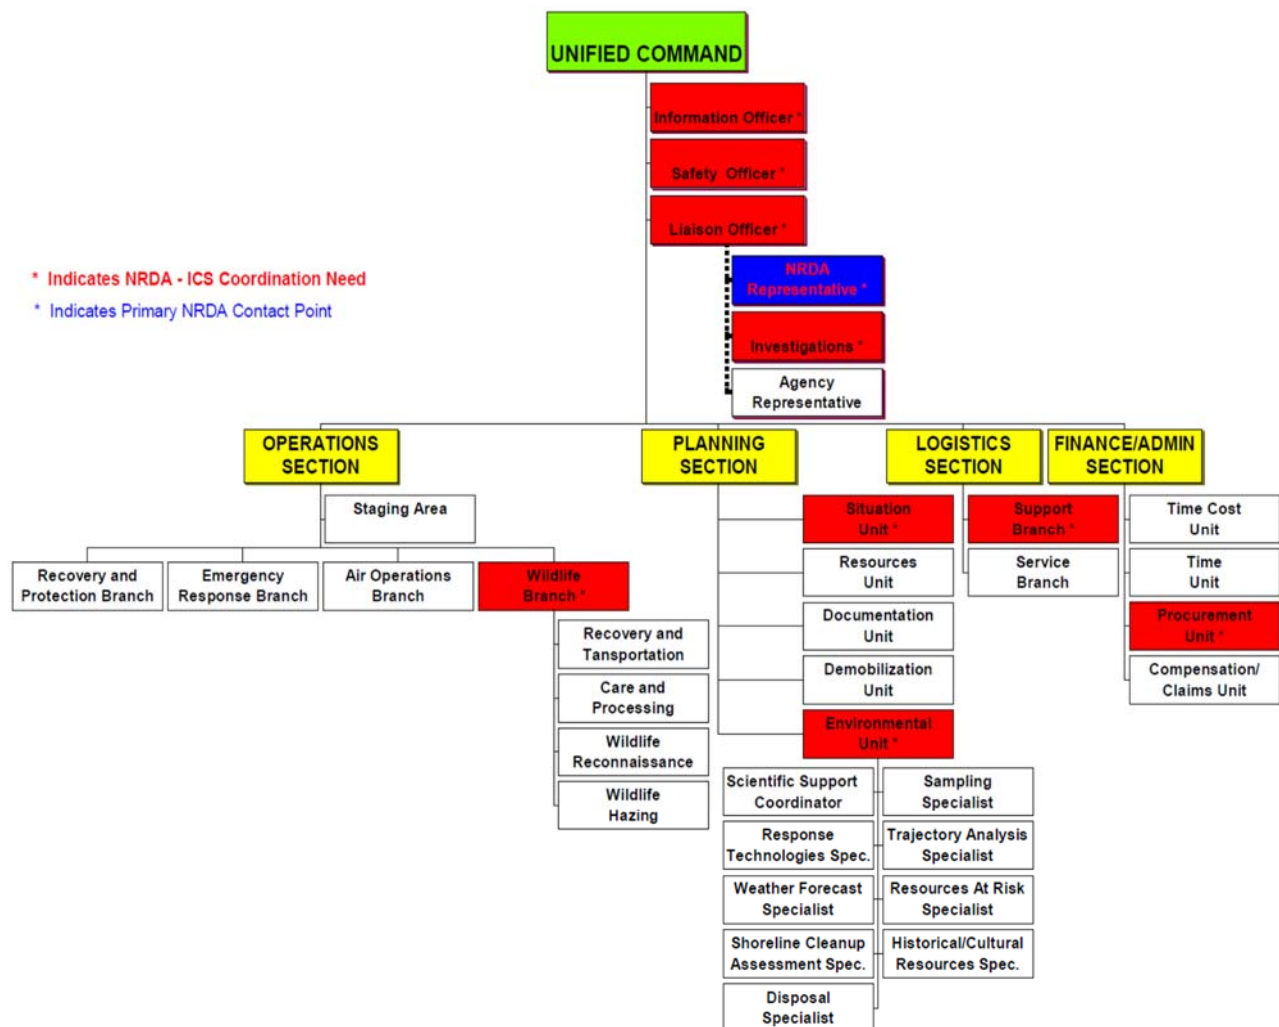 UNIFIED COMMAND
Information Officer *
Safety Officer *
Liaison Officer *
* Indicates NRDA - ICS Coordination Need
* Indicates Primary NRDA Contact Point
NRDA
Representative *
Investigations *
Agency
Representative
OPERATIONS
SECTION
PLANNING
SECTION
LOGISTICS
SECTION
FINANCE/ADMIN
SECTION
Staging Area
Recovery and
Protection Branch
Emergency
Response Branch
Air Operations
Branch
Wildlife
Branch *
Recovery and
Tansportation
Care and
Processing
Wildlife
Reconnaissance
Wildlife
Hazing
Situation
Unit *
Resources
Unit
Documentation
Unit
Demobilization
Unit
Environmental
Unit *
Support
Branch *
Service
Branch
Time Cost
Unit
Time
Unit
Procurement
Unit *
Compensation/
Claims Unit
Scientific Support
Coordinator
Sampling
Specialist
Response
Technologies Spec.
Trajectory Analysis
Specialist
Weather Forecast
Specialist
Resources At Risk
Specialist
Shoreline Cleanup
Assessment Spec.
Historical/Cultural
Resources Spec.
Disposal
Specialist